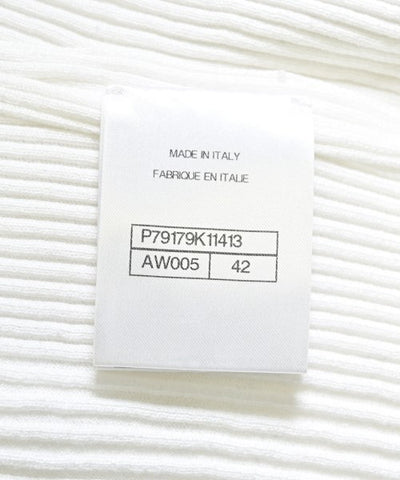 MADE IN ITALY
FABRIQUE EN ITALIE
P79179K11413
AW005 42